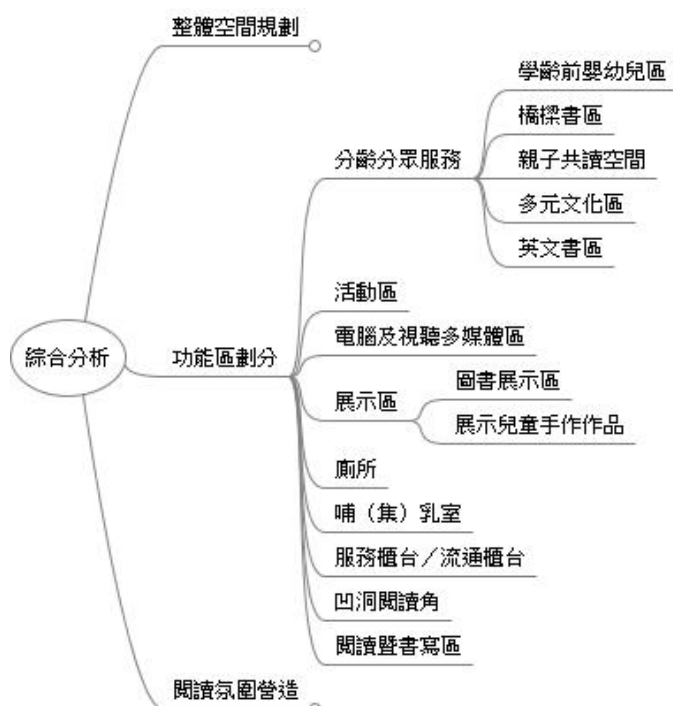 整體空間規劃
學齡前嬰幼兒區
橋樑書區
分齡分眾服務
親子共讀空間
多元文化區
英文書區
活動區
電腦及視聽多媒體區
綜合分析
功能區劃分
圖書展示區
展示區
展示兒童手作作品
廁所
哺（集）乳室
服務櫃台／流通櫃台
凹洞閱讀角
閱讀暨書寫區
閱讀氛圍營造